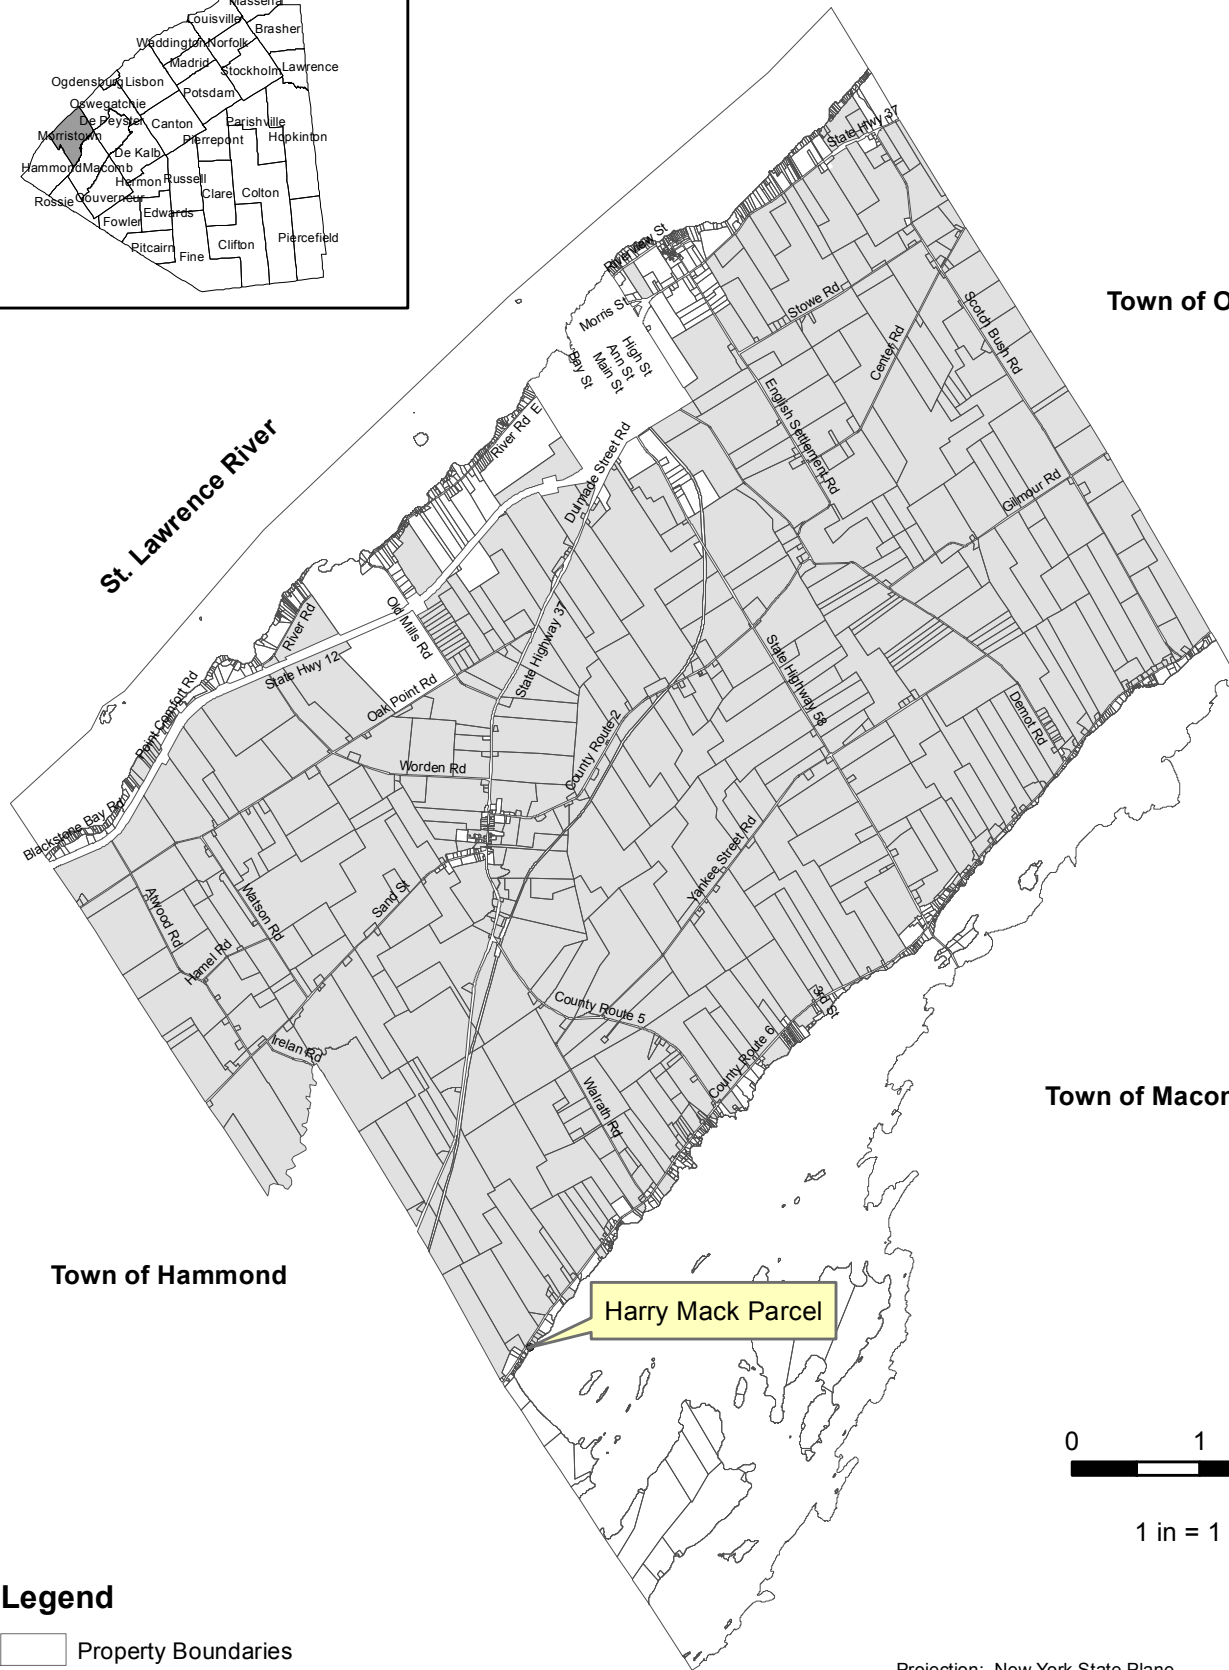 Louisville
Brasher
Waddington
Norfolk
Madrid
Stockholm
Lawrence
Ogdensburg
Lisbon
Potsdam
Oswegatchie
De Peyster
Canton
Parishville
Morristown
Pierrepont
Hopkinton
De Kalb
Hammond
Macomb
Hermon
Russell
Rossie
Gouverneur
Clare
Colton
Fowler
Edwards
Pitcairn
Fine
Clifton
Piercefield
State Hwy 37
Riverview St
Town of O
Stowe Rd
Scotch Bush Rd
Morris St
High St
Ann St
Main St
Bay St
Center Rd
English Settlement Rd
River Rd E
Dulmade Street Rd
Gilmour Rd
St. Lawrence River
River Rd
Old Mills Rd
State Highway 37
State Highway 58
State Hwy 12
Oak Point Rd
Point Comfort Rd
County Route 2
Demot Rd
Worden Rd
Blackstone Bay Rd
Yankee Street Rd
Atwood Rd
Watson Rd
Sand St
Hamel Rd
County Route 5
3rd St
Irelan Rd
County Route 6
Walrath Rd
Town of Macom
Town of Hammond
Harry Mack Parcel
0 1
1 in = 1
Legend
Property Boundaries